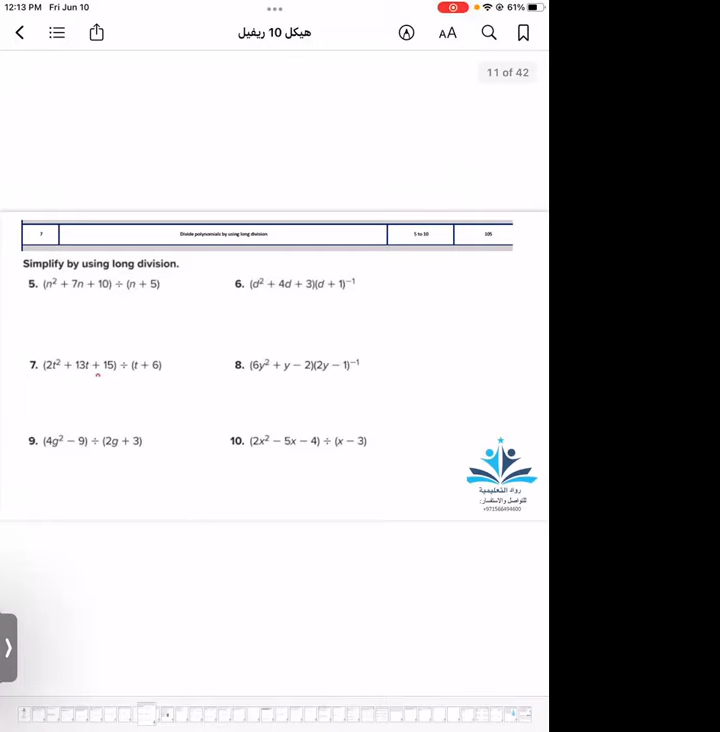 12:13 PM Fri Jun 10
61%
هيكل 10 ريفيل
AA
11 of 42
7 Divide polynomials by using long division 5 to 10 105
Simplify by using long division.
5. (n² + 7n + 10) ÷ (n + 5) 6. (d² + 4d + 3)(d + 1)⁻¹
7. (2t² + 13t + 15) ÷ (t + 6) 8. (6y² + y − 2)(2y − 1)⁻¹
9. (4g² − 9) ÷ (2g + 3) 10. (2x² − 5x − 4) ÷ (x − 3)
رواد التعليمية
للتواصل والاستفسار:
+971566494600